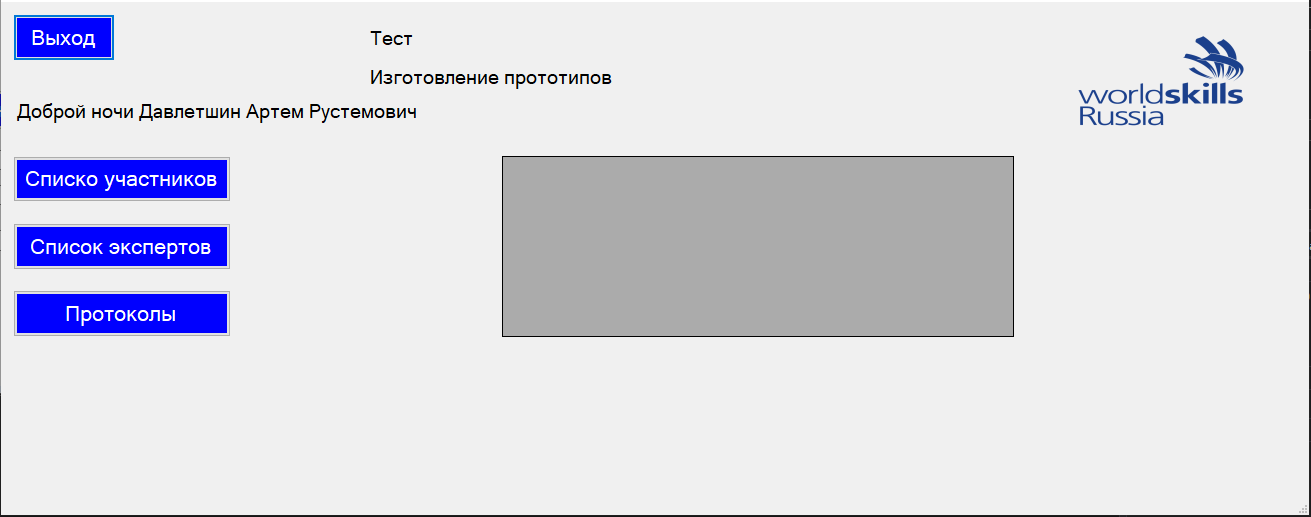 Выход
Тест
Изготовление прототипов
Доброй ночи Давлетшин Артем Рустемович
worldskills
Russia
Списко участников
Список экспертов
Протоколы